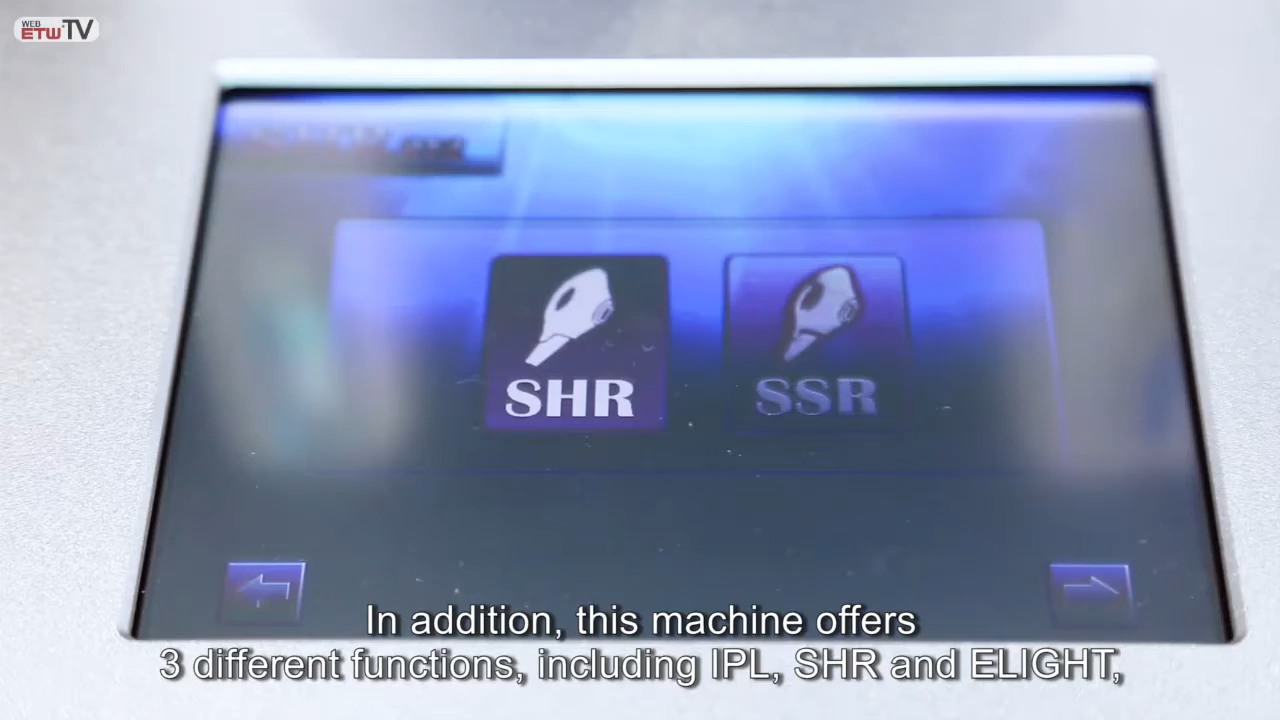 WEB
ETW TV
SHR
SSR
In addition, this machine offers
3 different functions, including IPL, SHR and ELIGHT,